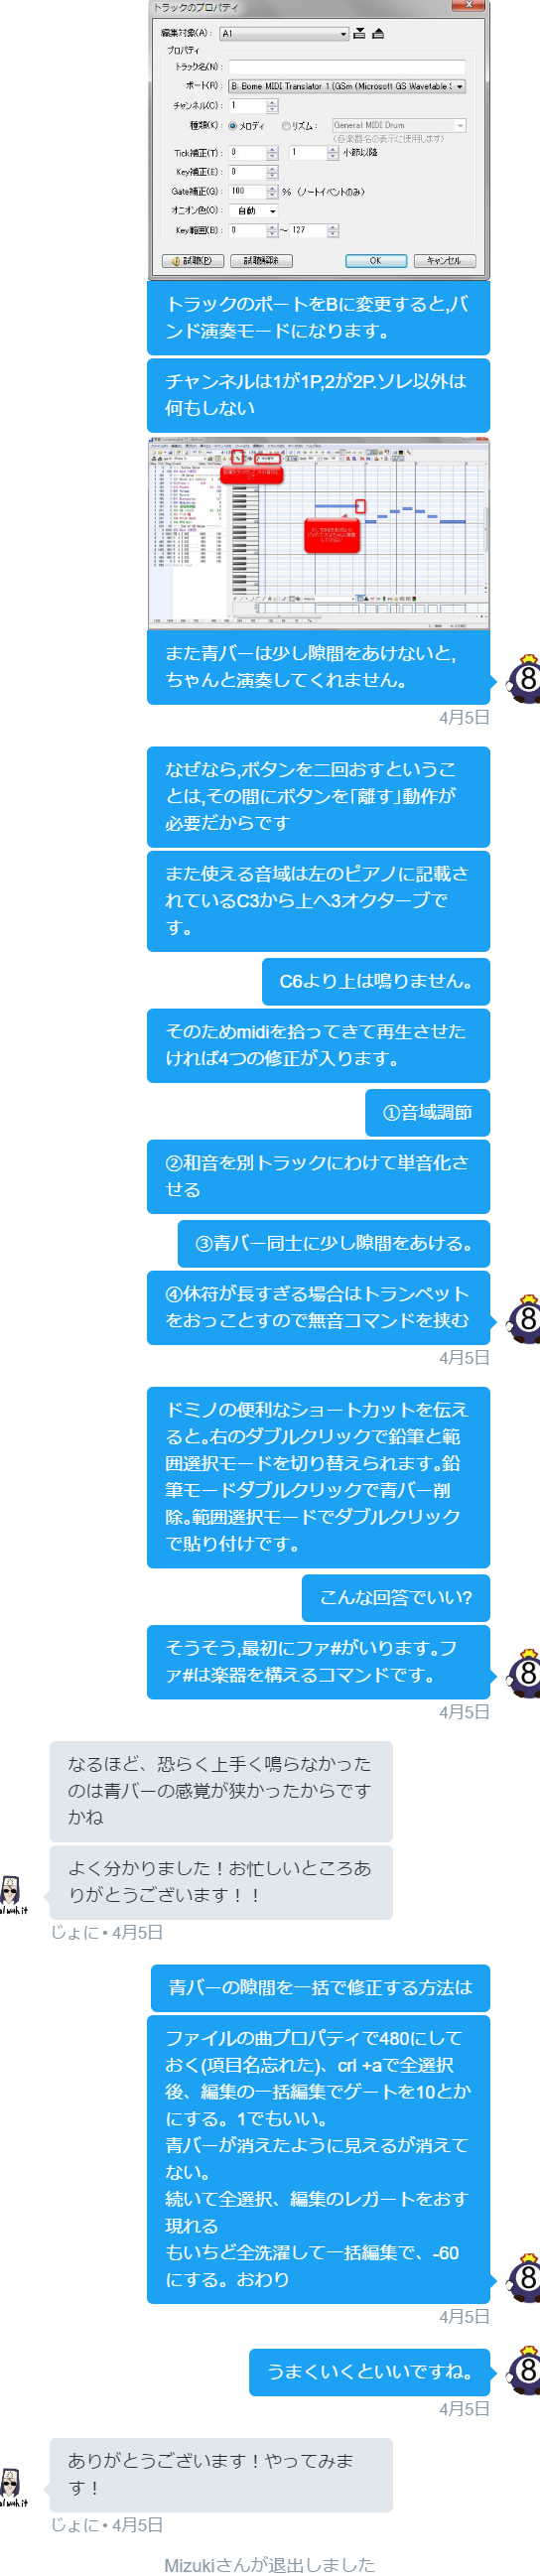 トラックのプロパティ
編集対象(A): A1
プロパティ
トラック名(N):
ポート(R): B: Bome MIDI Translator 1 (GSm (Microsoft GS Wavetable S
チャンネル(C): 1
種類(K): メロディ リズム: General MIDI Drum
(音楽器名の表示に使用します)
Tick補正(T): 0 1 小節以降
Key補正(E): 0
Gate補正(G): 100 % (ノートイベントのみ)
オニオン色(O): 自動
Key範囲(B): 0 ～ 127
試聴(P) 試聴解除 OK キャンセル
トラックのポートをBに変更すると,バ
ンド演奏モードになります。
チャンネルは1が1P,2が2P.ソレ以外は
何もしない
また青バーは少し隙間をあけないと,
ちゃんと演奏してくれません。
8
4月5日
なぜなら,ボタンを二回おすというこ
とは,その間にボタンを｢離す｣動作が
必要だからです
また使える音域は左のピアノに記載さ
れているC3から上へ3オクターブで
す。
C6より上は鳴りません。
そのためmidiを拾ってきて再生させた
ければ4つの修正が入ります。
①音域調節
②和音を別トラックにわけて単音化さ
せる
③青バー同士に少し隙間をあける。
④休符が長すぎる場合はトランペット
をおっことすので無音コマンドを挟む
8
4月5日
ドミノの便利なショートカットを伝え
ると｡右のダブルクリックで鉛筆と範
囲選択モードを切り替えられます｡鉛
筆モードダブルクリックで青バー削
除｡範囲選択モードでダブルクリック
で貼り付けです。
こんな回答でいい?
そうそう,最初にファ#がいります｡フ
ァ#は楽器を構えるコマンドです。
8
4月5日
なるほど、恐らく上手く鳴らなかった
のは青バーの感覚が狭かったからです
かね
よく分かりました！お忙しいところあ
りがとうございます！！
じょに • 4月5日
青バーの隙間を一括で修正する方法は
ファイルの曲プロパティで480にして
おく(項目名忘れた)、crl +aで全選択
後、編集の一括編集でゲートを10とか
にする。1でもいい。
青バーが消えたように見えるが消えて
ない。
続いて全選択、編集のレガートをおす
現れる
もいちど全洗濯して一括編集で、-60
にする。おわり
8
4月5日
うまくいくといいですね。
8
4月5日
ありがとうございます！やってみま
す！
じょに • 4月5日
Mizukiさんが退出しました